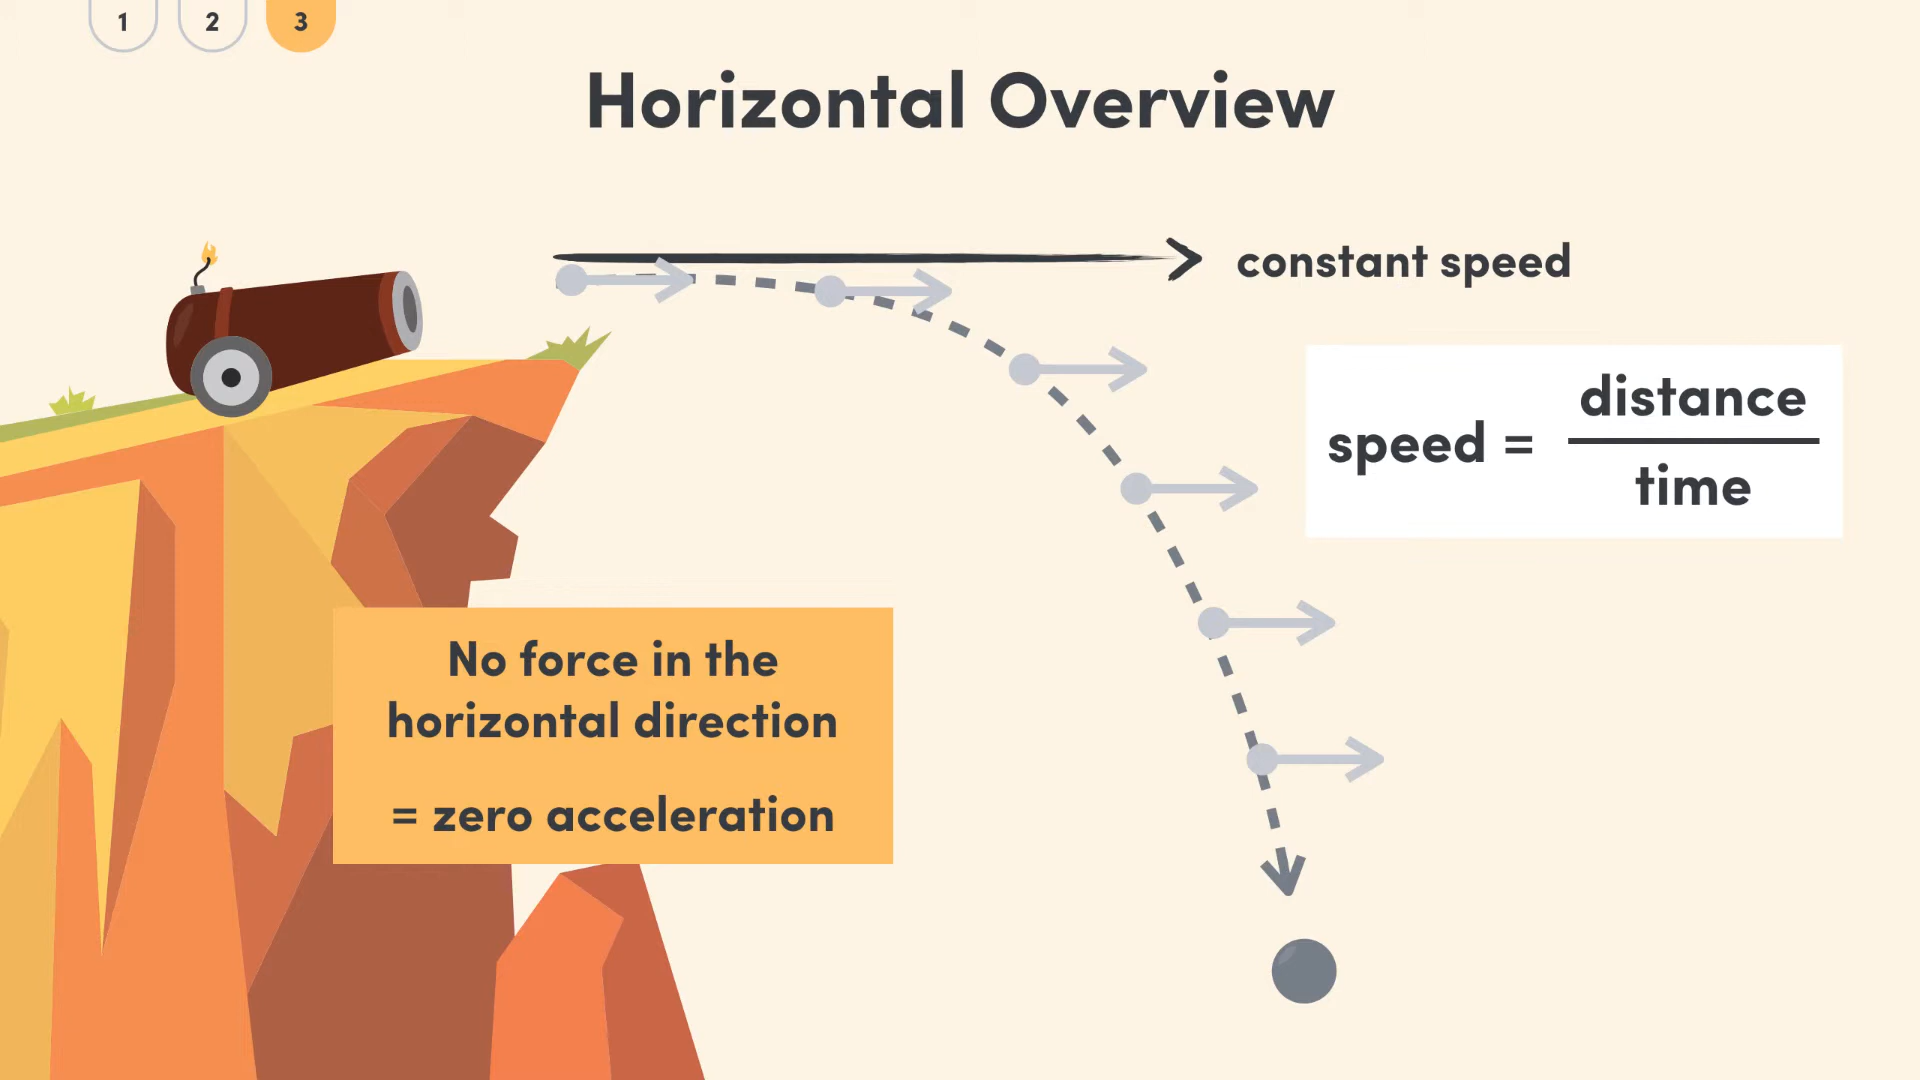 1 2 3
Horizontal Overview
constant speed
speed = distance
time
No force in the
horizontal direction
= zero acceleration